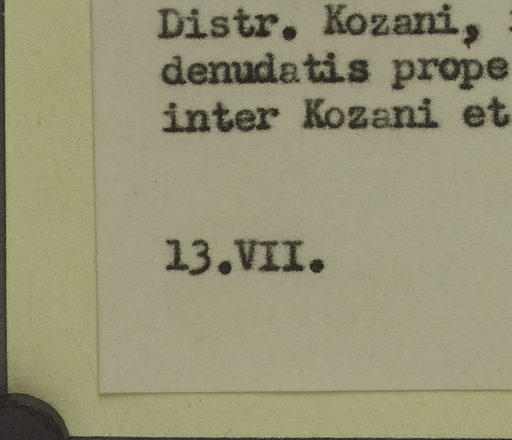 Distr. Kozani,
denudatis prope
inter Kozani et
13.VII.